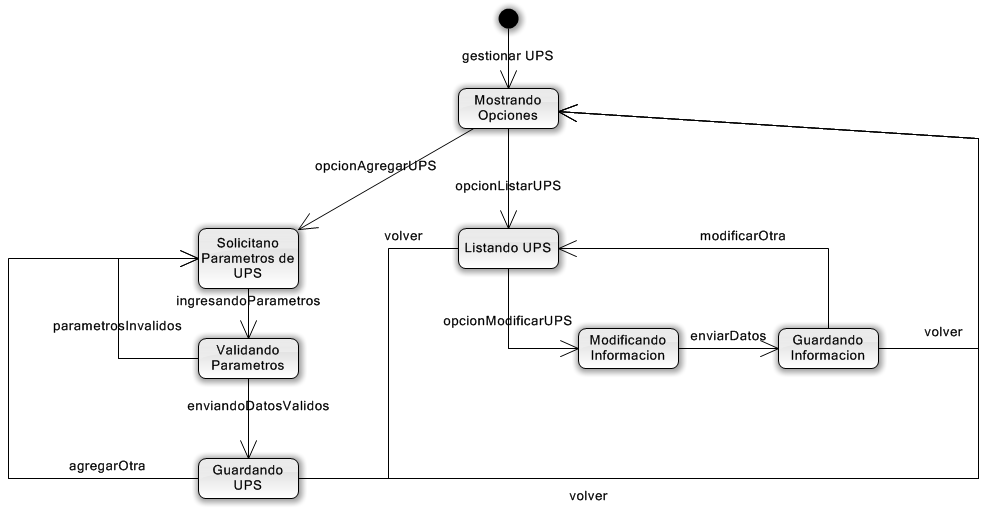 gestionar UPS
Mostrando
Opciones
opcionAgregarUPS
opcionListarUPS
Solicitano
Parametros de
UPS
volver
Listando UPS
modificarOtra
ingresandoParametros
parametrosInvalidos
opcionModificarUPS
Validando
Parametros
Modificando
Informacion
enviarDatos
Guardando
Informacion
volver
enviandoDatosValidos
agregarOtra
Guardando
UPS
volver